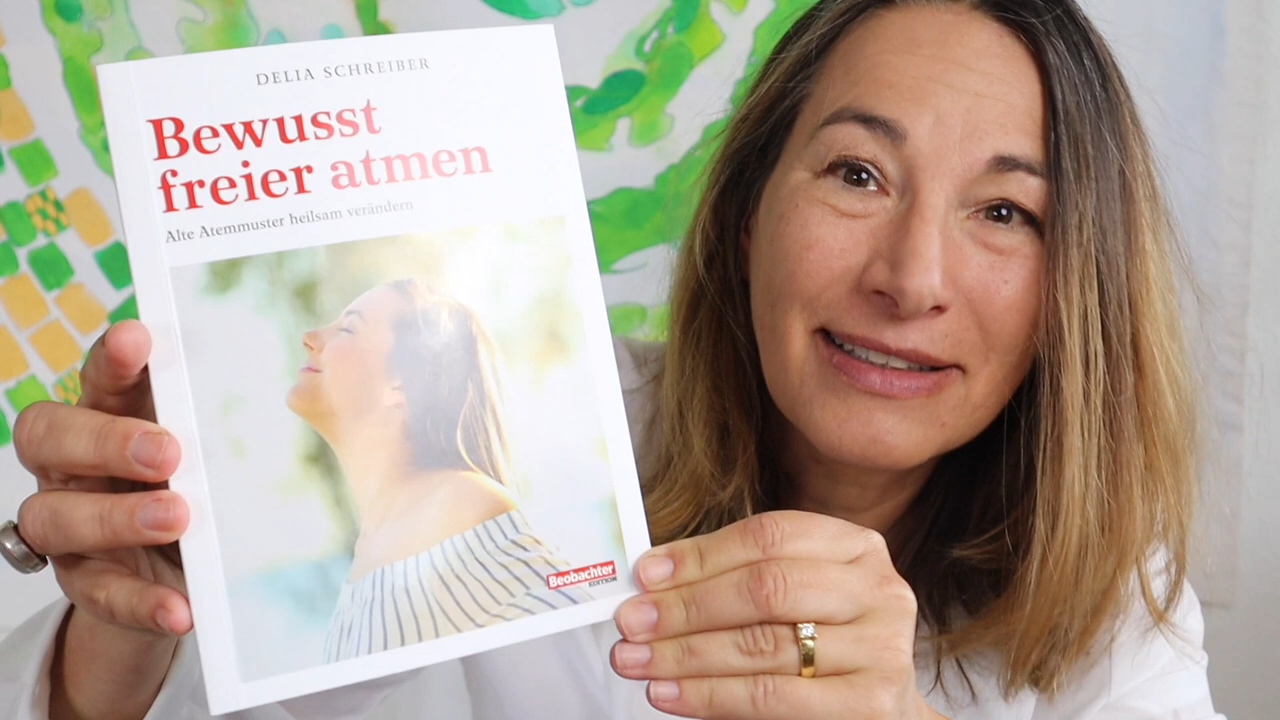 DELIA SCHREIBER
Bewusst
freier atmen
Alte Atemmuster heilsam verändern
Beobachter
EDITION